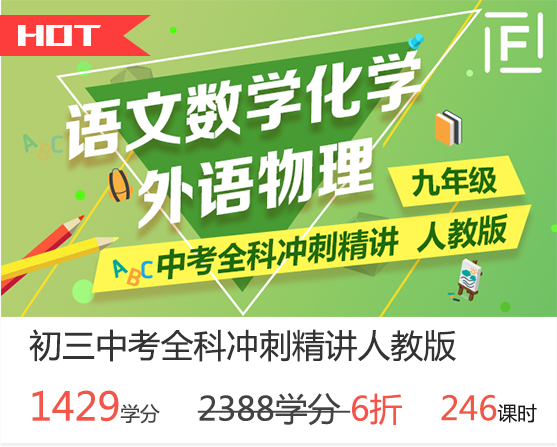 HOT
F
语文数学化学
外语物理
九年级
ABC
ABC 中考全科冲刺精讲 人教版
初三中考全科冲刺精讲人教版
1429学分 2388学分 6折 246课时